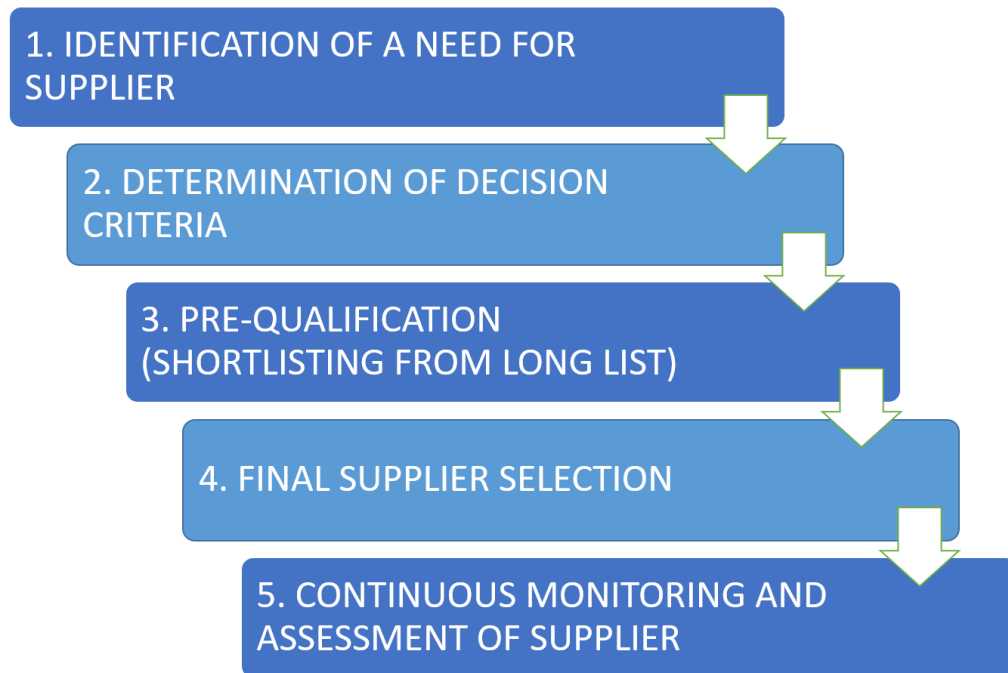 1. IDENTIFICATION OF A NEED FOR
SUPPLIER
2. DETERMINATION OF DECISION
CRITERIA
3. PRE-QUALIFICATION
(SHORTLISTING FROM LONG LIST)
4. FINAL SUPPLIER SELECTION
5. CONTINUOUS MONITORING AND
ASSESSMENT OF SUPPLIER